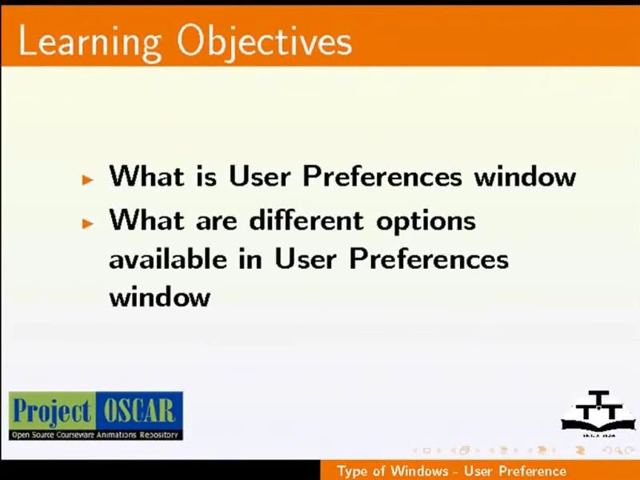 Learning Objectives
What is User Preferences window
What are different options
available in User Preferences
window
Project OSCAR
Open Source Courseware Animations Repository
Type of Windows - User Preference